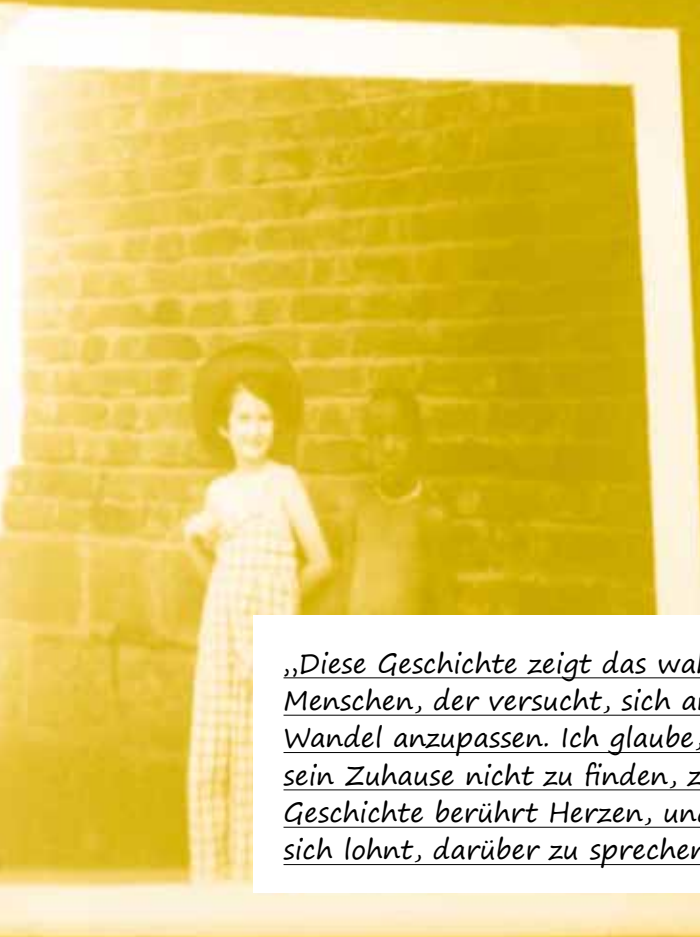 „Diese Geschichte zeigt das
Menschen, der versucht, sich
Wandel anzupassen. Ich glaube,
sein Zuhause nicht zu finden,
Geschichte berührt Herzen,
sich lohnt, darüber zu